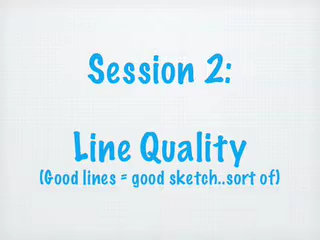 Session 2:
Line Quality
(Good lines = good sketch..sort of)